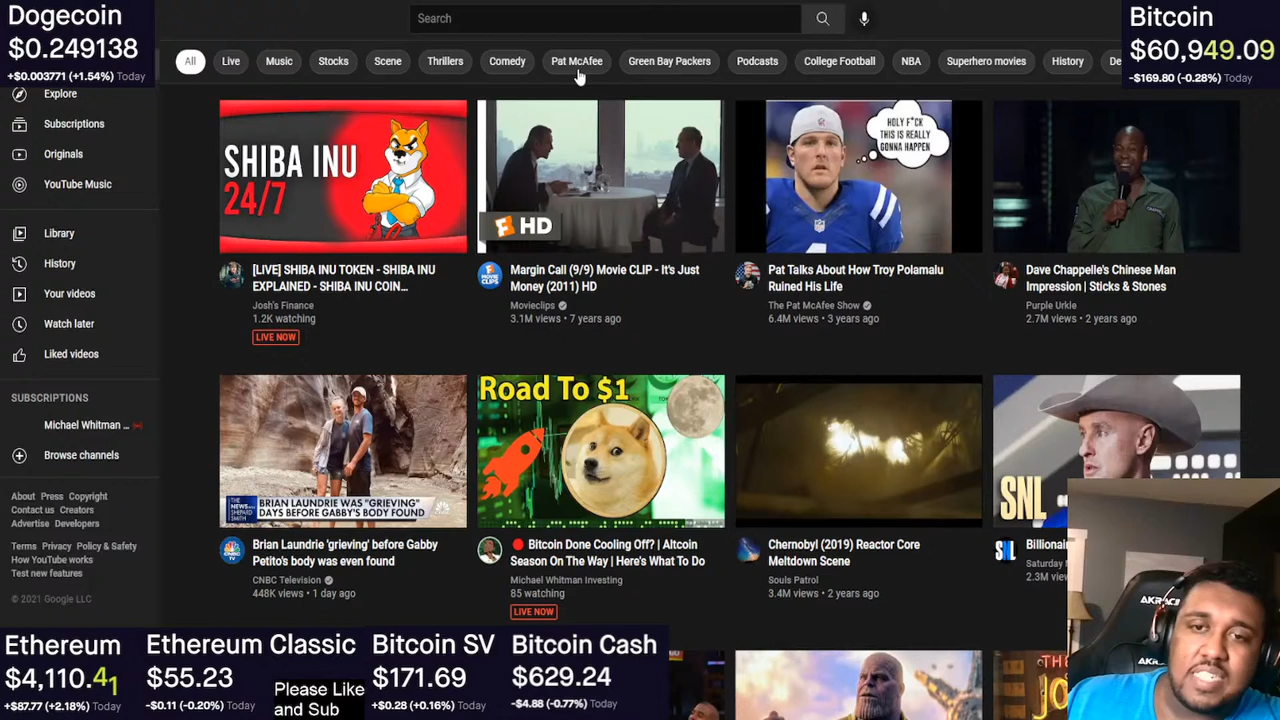 Dogecoin
$0.249138
+$0.003771 (+1.54%) Today
Search
Bitcoin
$60,949.09
-$169.80 (-0.28%) Today
All
Live
Music
Stocks
Scene
Thrillers
Comedy
Pat McAfee
Green Bay Packers
Podcasts
College Football
NBA
Superhero movies
History
De
Explore
Subscriptions
Originals
YouTube Music
Library
History
Your videos
Watch later
Liked videos
SUBSCRIPTIONS
Michael Whitman ...
Browse channels
About Press Copyright
Contact us Creators
Advertise Developers
Terms Privacy Policy & Safety
How YouTube works
Test new features
© 2021 Google LLC
SHIBA INU
24/7
[LIVE] SHIBA INU TOKEN - SHIBA INU
EXPLAINED - SHIBA INU COIN...
Josh's Finance
1.2K watching
LIVE NOW
HD
MOVIE
CLIPS
Margin Call (9/9) Movie CLIP - It's Just
Money (2011) HD
Movieclips
3.1M views • 7 years ago
HOLY F*CK
THIS IS REALLY
GONNA HAPPEN
Pat Talks About How Troy Polamalu
Ruined His Life
The Pat McAfee Show
6.4M views • 3 years ago
Dave Chappelle's Chinese Man
Impression | Sticks & Stones
Purple Urkle
2.7M views • 2 years ago
THE
NEWS
SHEPARD
SMITH
BRIAN LAUNDRIE WAS "GRIEVING"
DAYS BEFORE GABBY'S BODY FOUND
CNBC
TV
Brian Laundrie 'grieving' before Gabby
Petito's body was even found
CNBC Television
448K views • 1 day ago
Road To $1
Bitcoin Done Cooling Off? | Altcoin
Season On The Way | Here's What To Do
Michael Whitman Investing
85 watching
LIVE NOW
Chernobyl (2019) Reactor Core
Meltdown Scene
Souls Patrol
3.4M views • 2 years ago
SNL
Billionai
Saturday
2.3M view
AKRACING
Ethereum
$4,110.41
+$87.77 (+2.18%) Today
Ethereum Classic
$55.23
-$0.11 (-0.20%) Today
Please Like
and Sub
Bitcoin SV
$171.69
+$0.28 (+0.16%) Today
Bitcoin Cash
$629.24
-$4.88 (-0.77%) Today